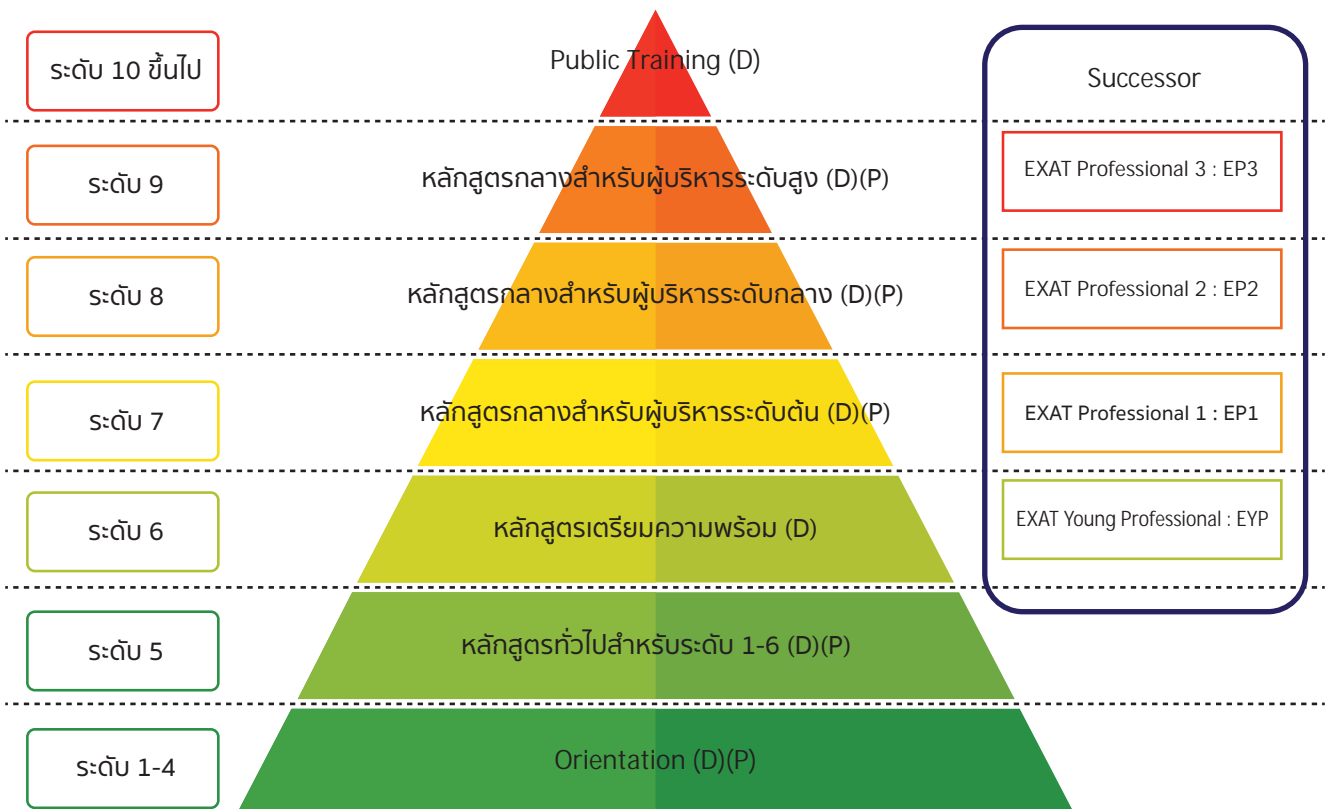 ระดับ 10 ขึ้นไป
Public Training (D)
Successor
ระดับ 9
หลักสูตรกลางสำหรับผู้บริหารระดับสูง (D)(P)
EXAT Professional 3 : EP3
ระดับ 8
หลักสูตรกลางสำหรับผู้บริหารระดับกลาง (D)(P)
EXAT Professional 2 : EP2
ระดับ 7
หลักสูตรกลางสำหรับผู้บริหารระดับต้น (D)(P)
EXAT Professional 1 : EP1
ระดับ 6
หลักสูตรเตรียมความพร้อม (D)
EXAT Young Professional : EYP
ระดับ 5
หลักสูตรทั่วไปสำหรับระดับ 1-6 (D)(P)
ระดับ 1-4
Orientation (D)(P)